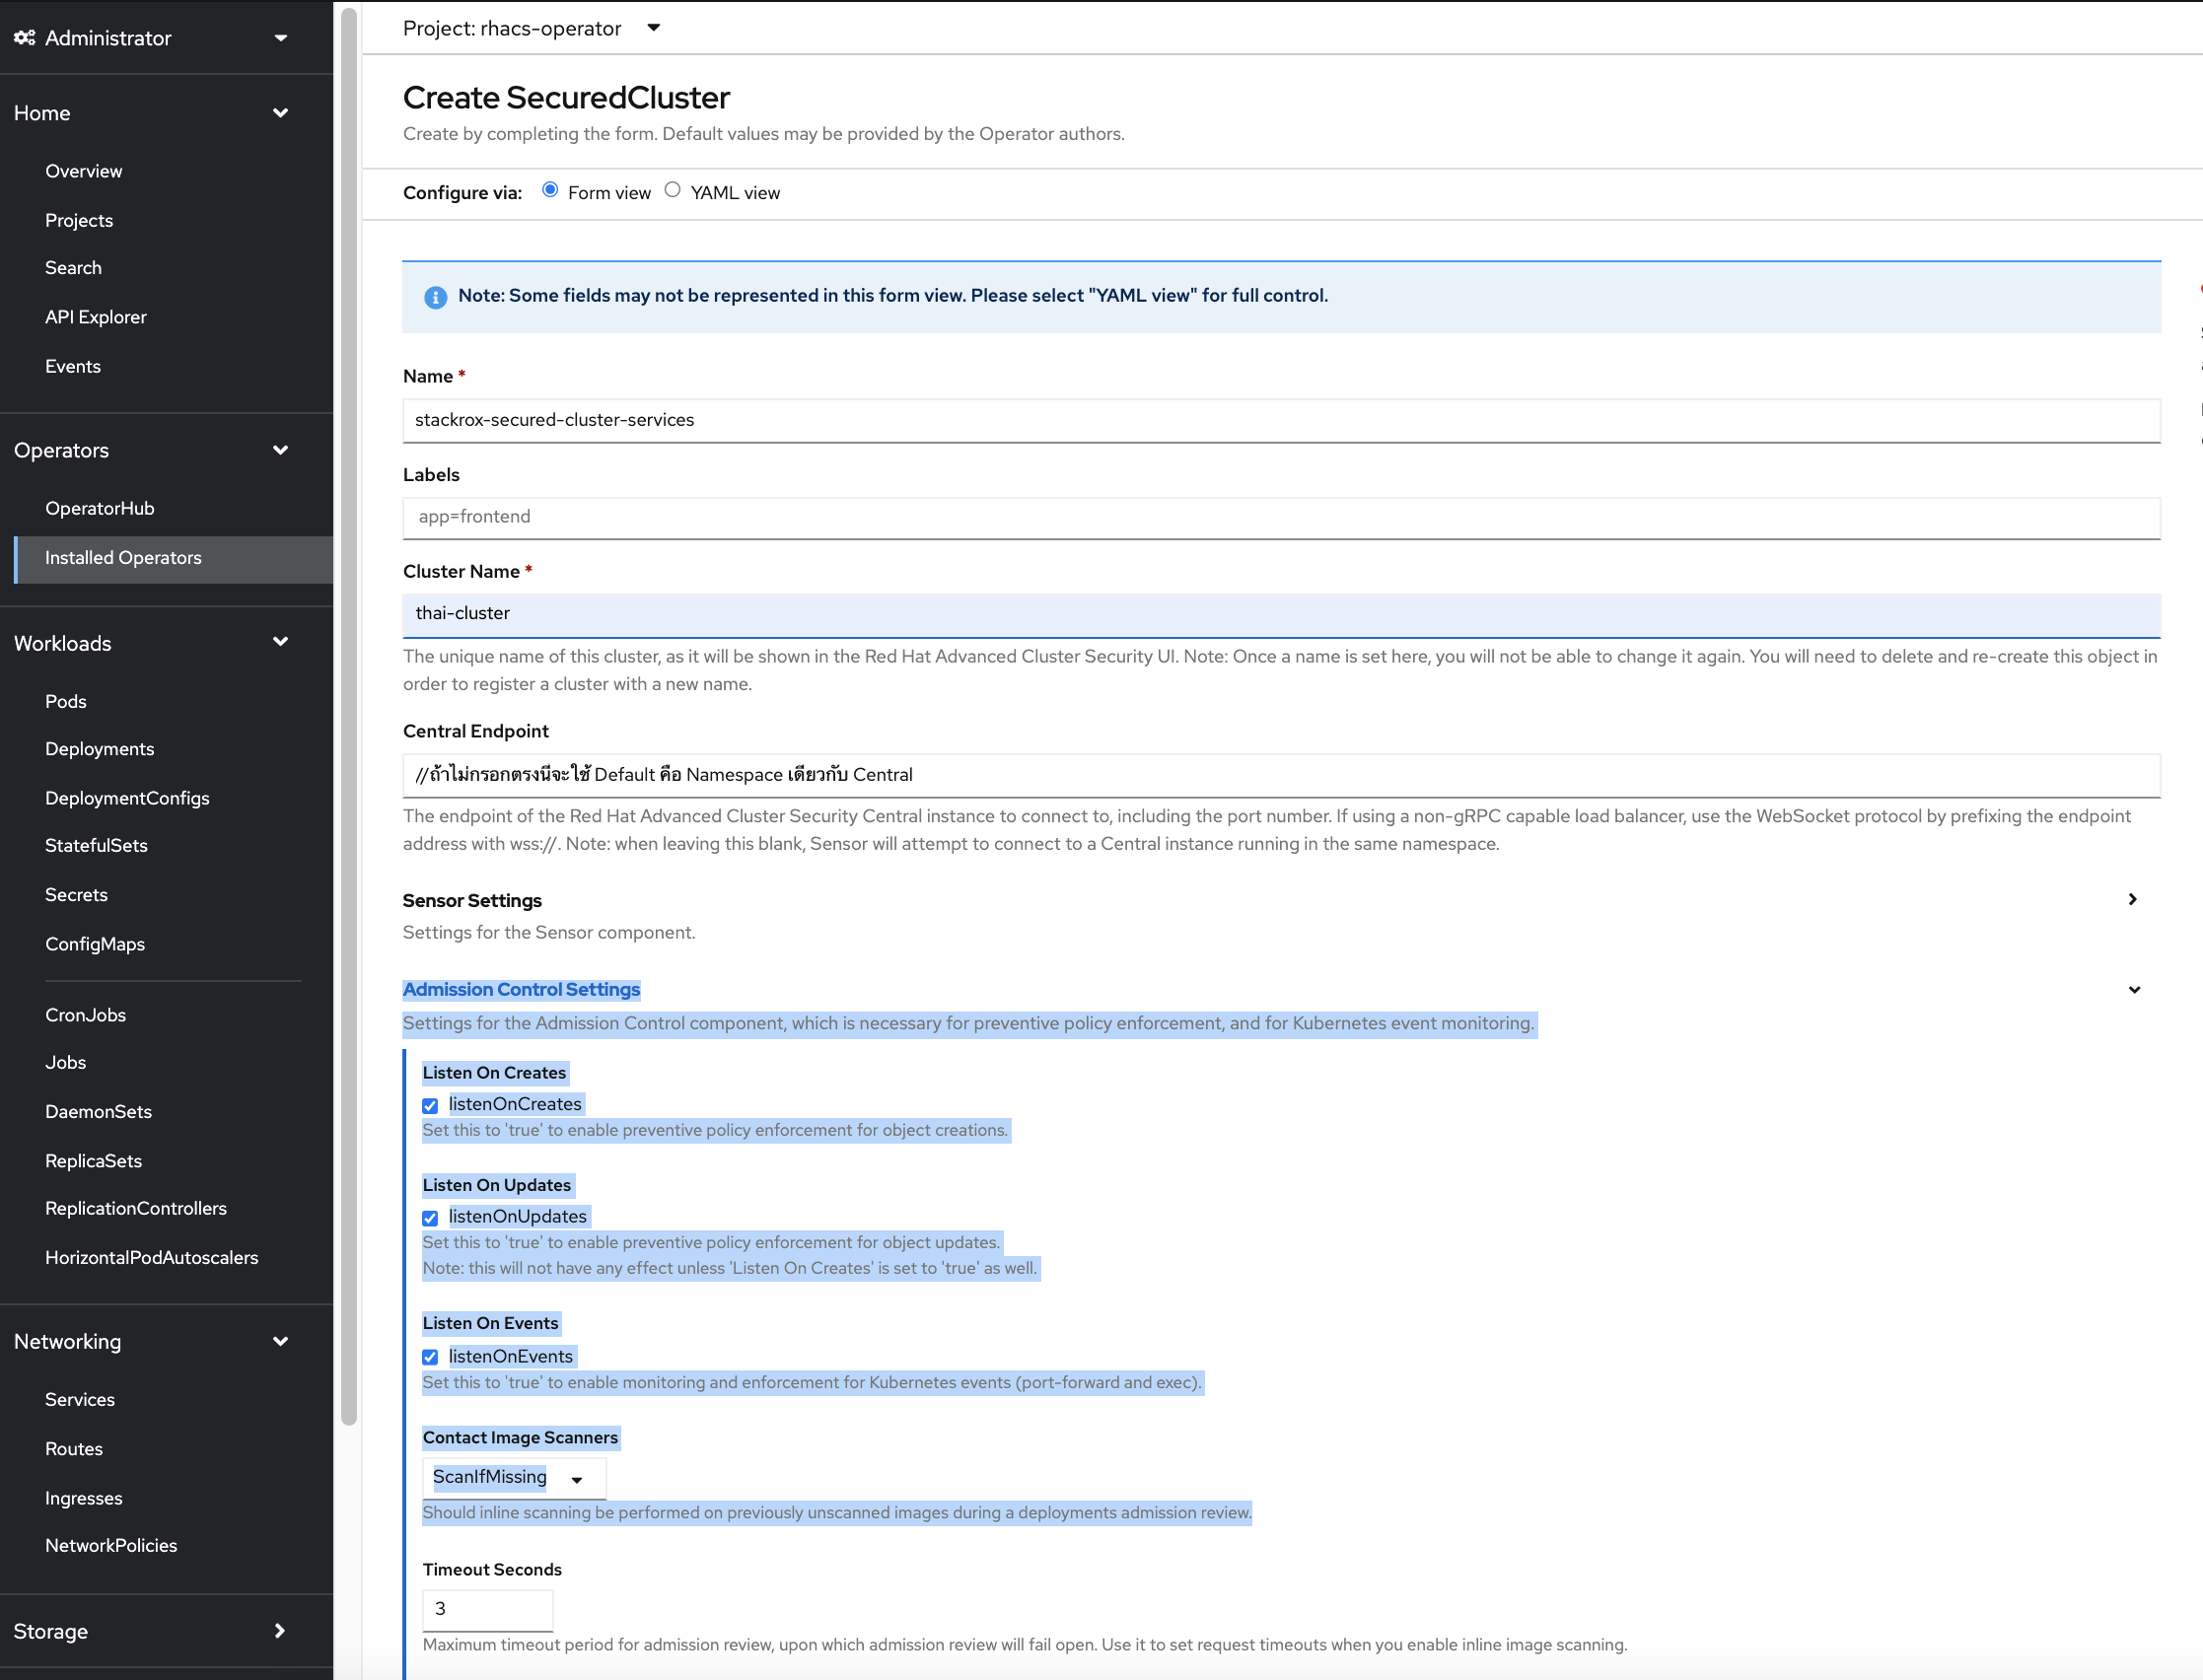 Administrator
Home
Overview
Projects
Search
API Explorer
Events
Operators
OperatorHub
Installed Operators
Workloads
Pods
Deployments
DeploymentConfigs
StatefulSets
Secrets
ConfigMaps
CronJobs
Jobs
DaemonSets
ReplicaSets
ReplicationControllers
HorizontalPodAutoscalers
Networking
Services
Routes
Ingresses
NetworkPolicies
Storage
Project: rhacs-operator
Create SecuredCluster
Create by completing the form. Default values may be provided by the Operator authors.
Configure via: Form view YAML view
Note: Some fields may not be represented in this form view. Please select "YAML view" for full control.
Name *
stackrox-secured-cluster-services
Labels
app=frontend
Cluster Name *
thai-cluster
The unique name of this cluster, as it will be shown in the Red Hat Advanced Cluster Security UI. Note: Once a name is set here, you will not be able to change it again. You will need to delete and re-create this object in
order to register a cluster with a new name.
Central Endpoint
//ถ้าไม่กรอกตรงนี้จะใช้ Default คือ Namespace เดียวกับ Central
The endpoint of the Red Hat Advanced Cluster Security Central instance to connect to, including the port number. If using a non-gRPC capable load balancer, use the WebSocket protocol by prefixing the endpoint
address with wss://. Note: when leaving this blank, Sensor will attempt to connect to a Central instance running in the same namespace.
Sensor Settings
Settings for the Sensor component.
Admission Control Settings
Settings for the Admission Control component, which is necessary for preventive policy enforcement, and for Kubernetes event monitoring.
Listen On Creates
listenOnCreates
Set this to 'true' to enable preventive policy enforcement for object creations.
Listen On Updates
listenOnUpdates
Set this to 'true' to enable preventive policy enforcement for object updates.
Note: this will not have any effect unless 'Listen On Creates' is set to 'true' as well.
Listen On Events
listenOnEvents
Set this to 'true' to enable monitoring and enforcement for Kubernetes events (port-forward and exec).
Contact Image Scanners
ScanIfMissing
Should inline scanning be performed on previously unscanned images during a deployments admission review.
Timeout Seconds
3
Maximum timeout period for admission review, upon which admission review will fail open. Use it to set request timeouts when you enable inline image scanning.